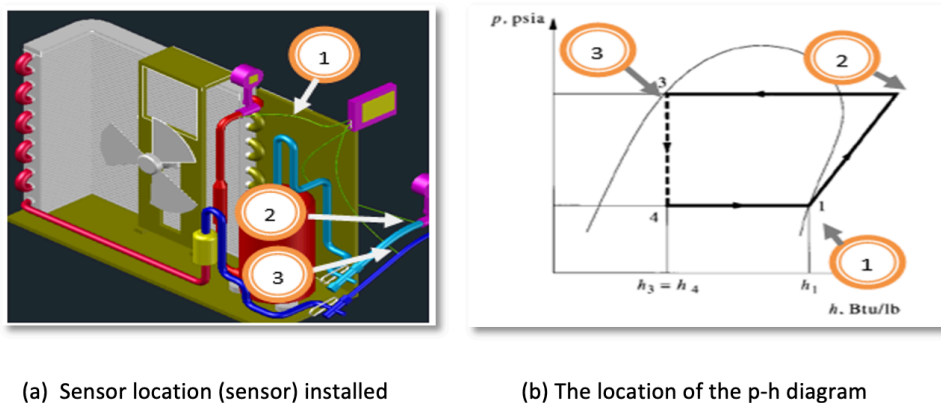 1
2
3
p, psia
3
2
3
4
1
1
h₃ = h₄
h₁
h, Btu/lb
(a) Sensor location (sensor) installed
(b) The location of the p-h diagram